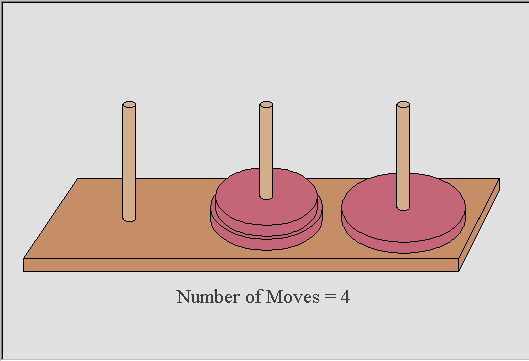 Number of Moves = 4